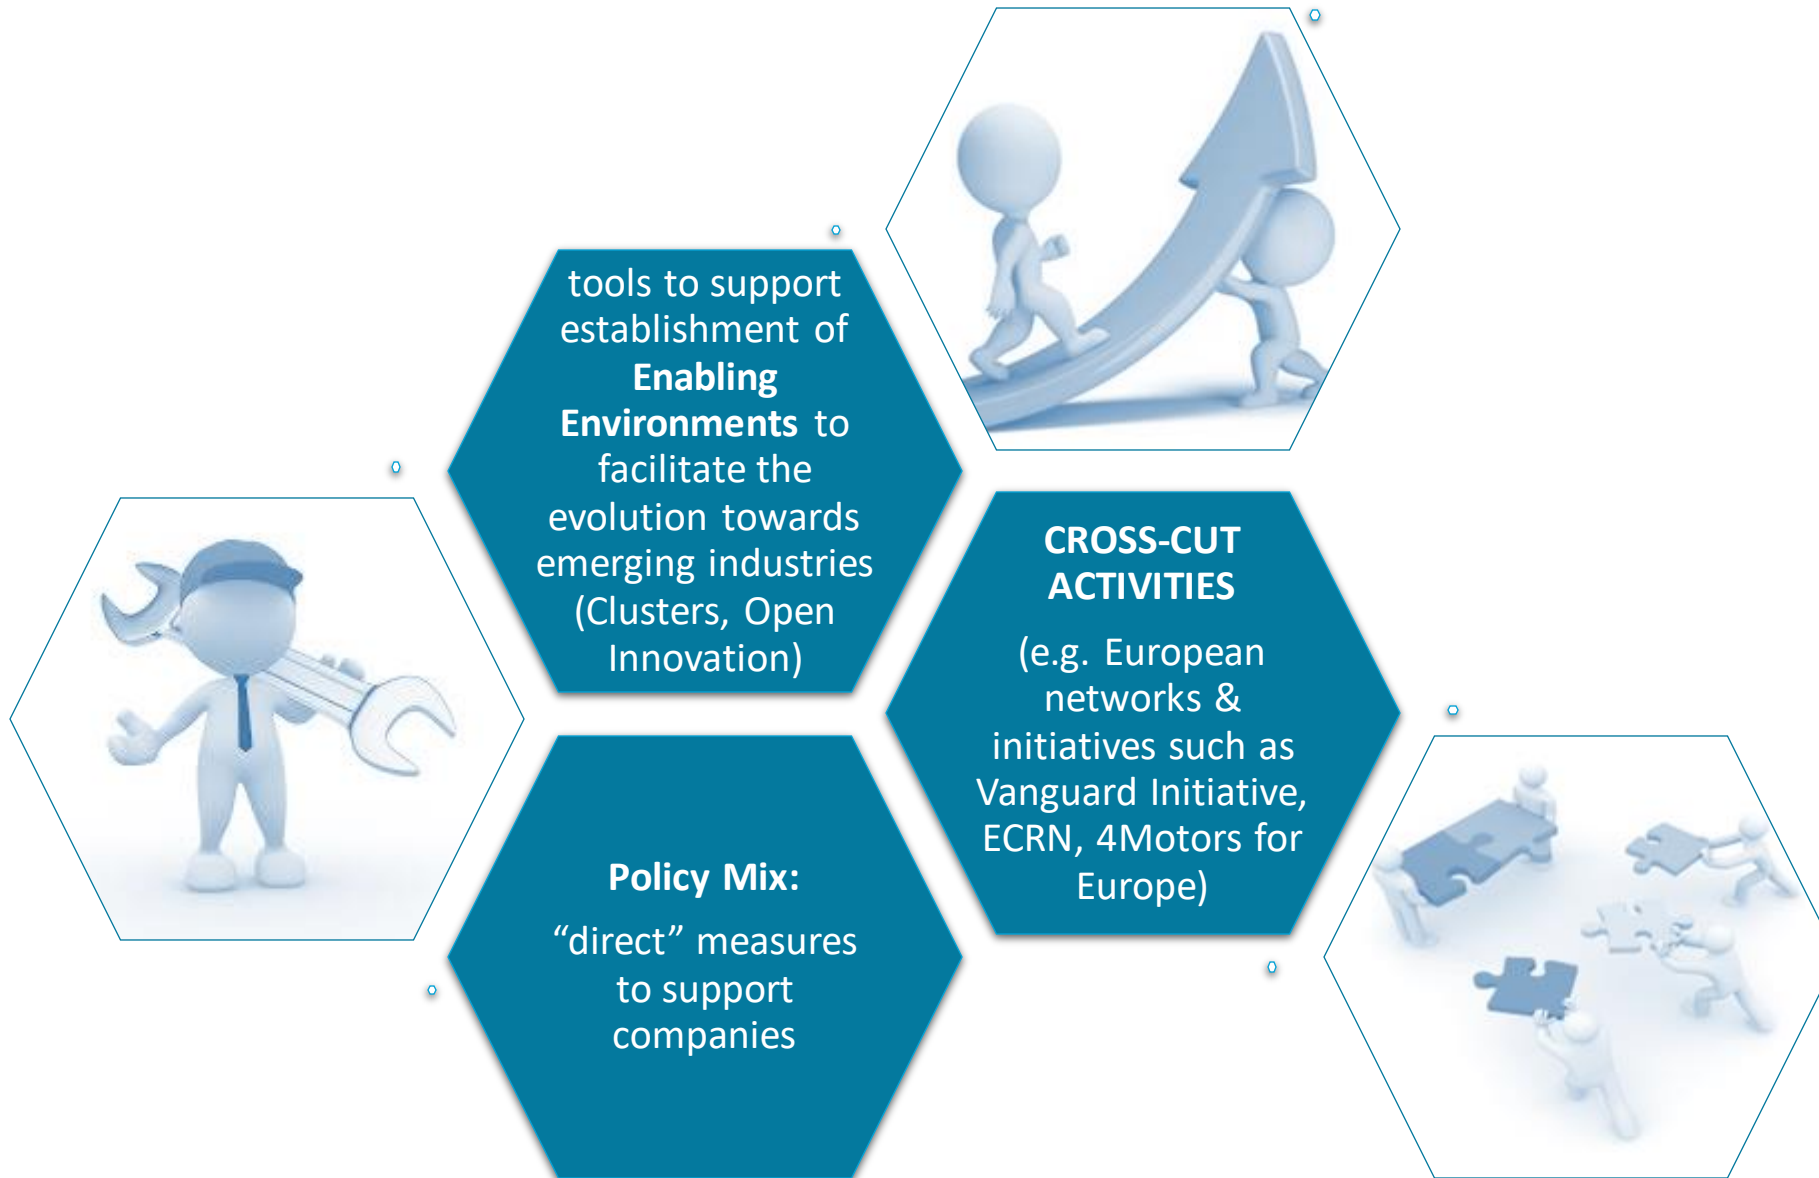 tools to support
establishment of
Enabling
Environments to
facilitate the
evolution towards
emerging industries
(Clusters, Open
Innovation)
CROSS-CUT
ACTIVITIES
(e.g. European
networks &
initiatives such as
Vanguard Initiative,
ECRN, 4Motors for
Europe)
Policy Mix:
“direct” measures
to support
companies